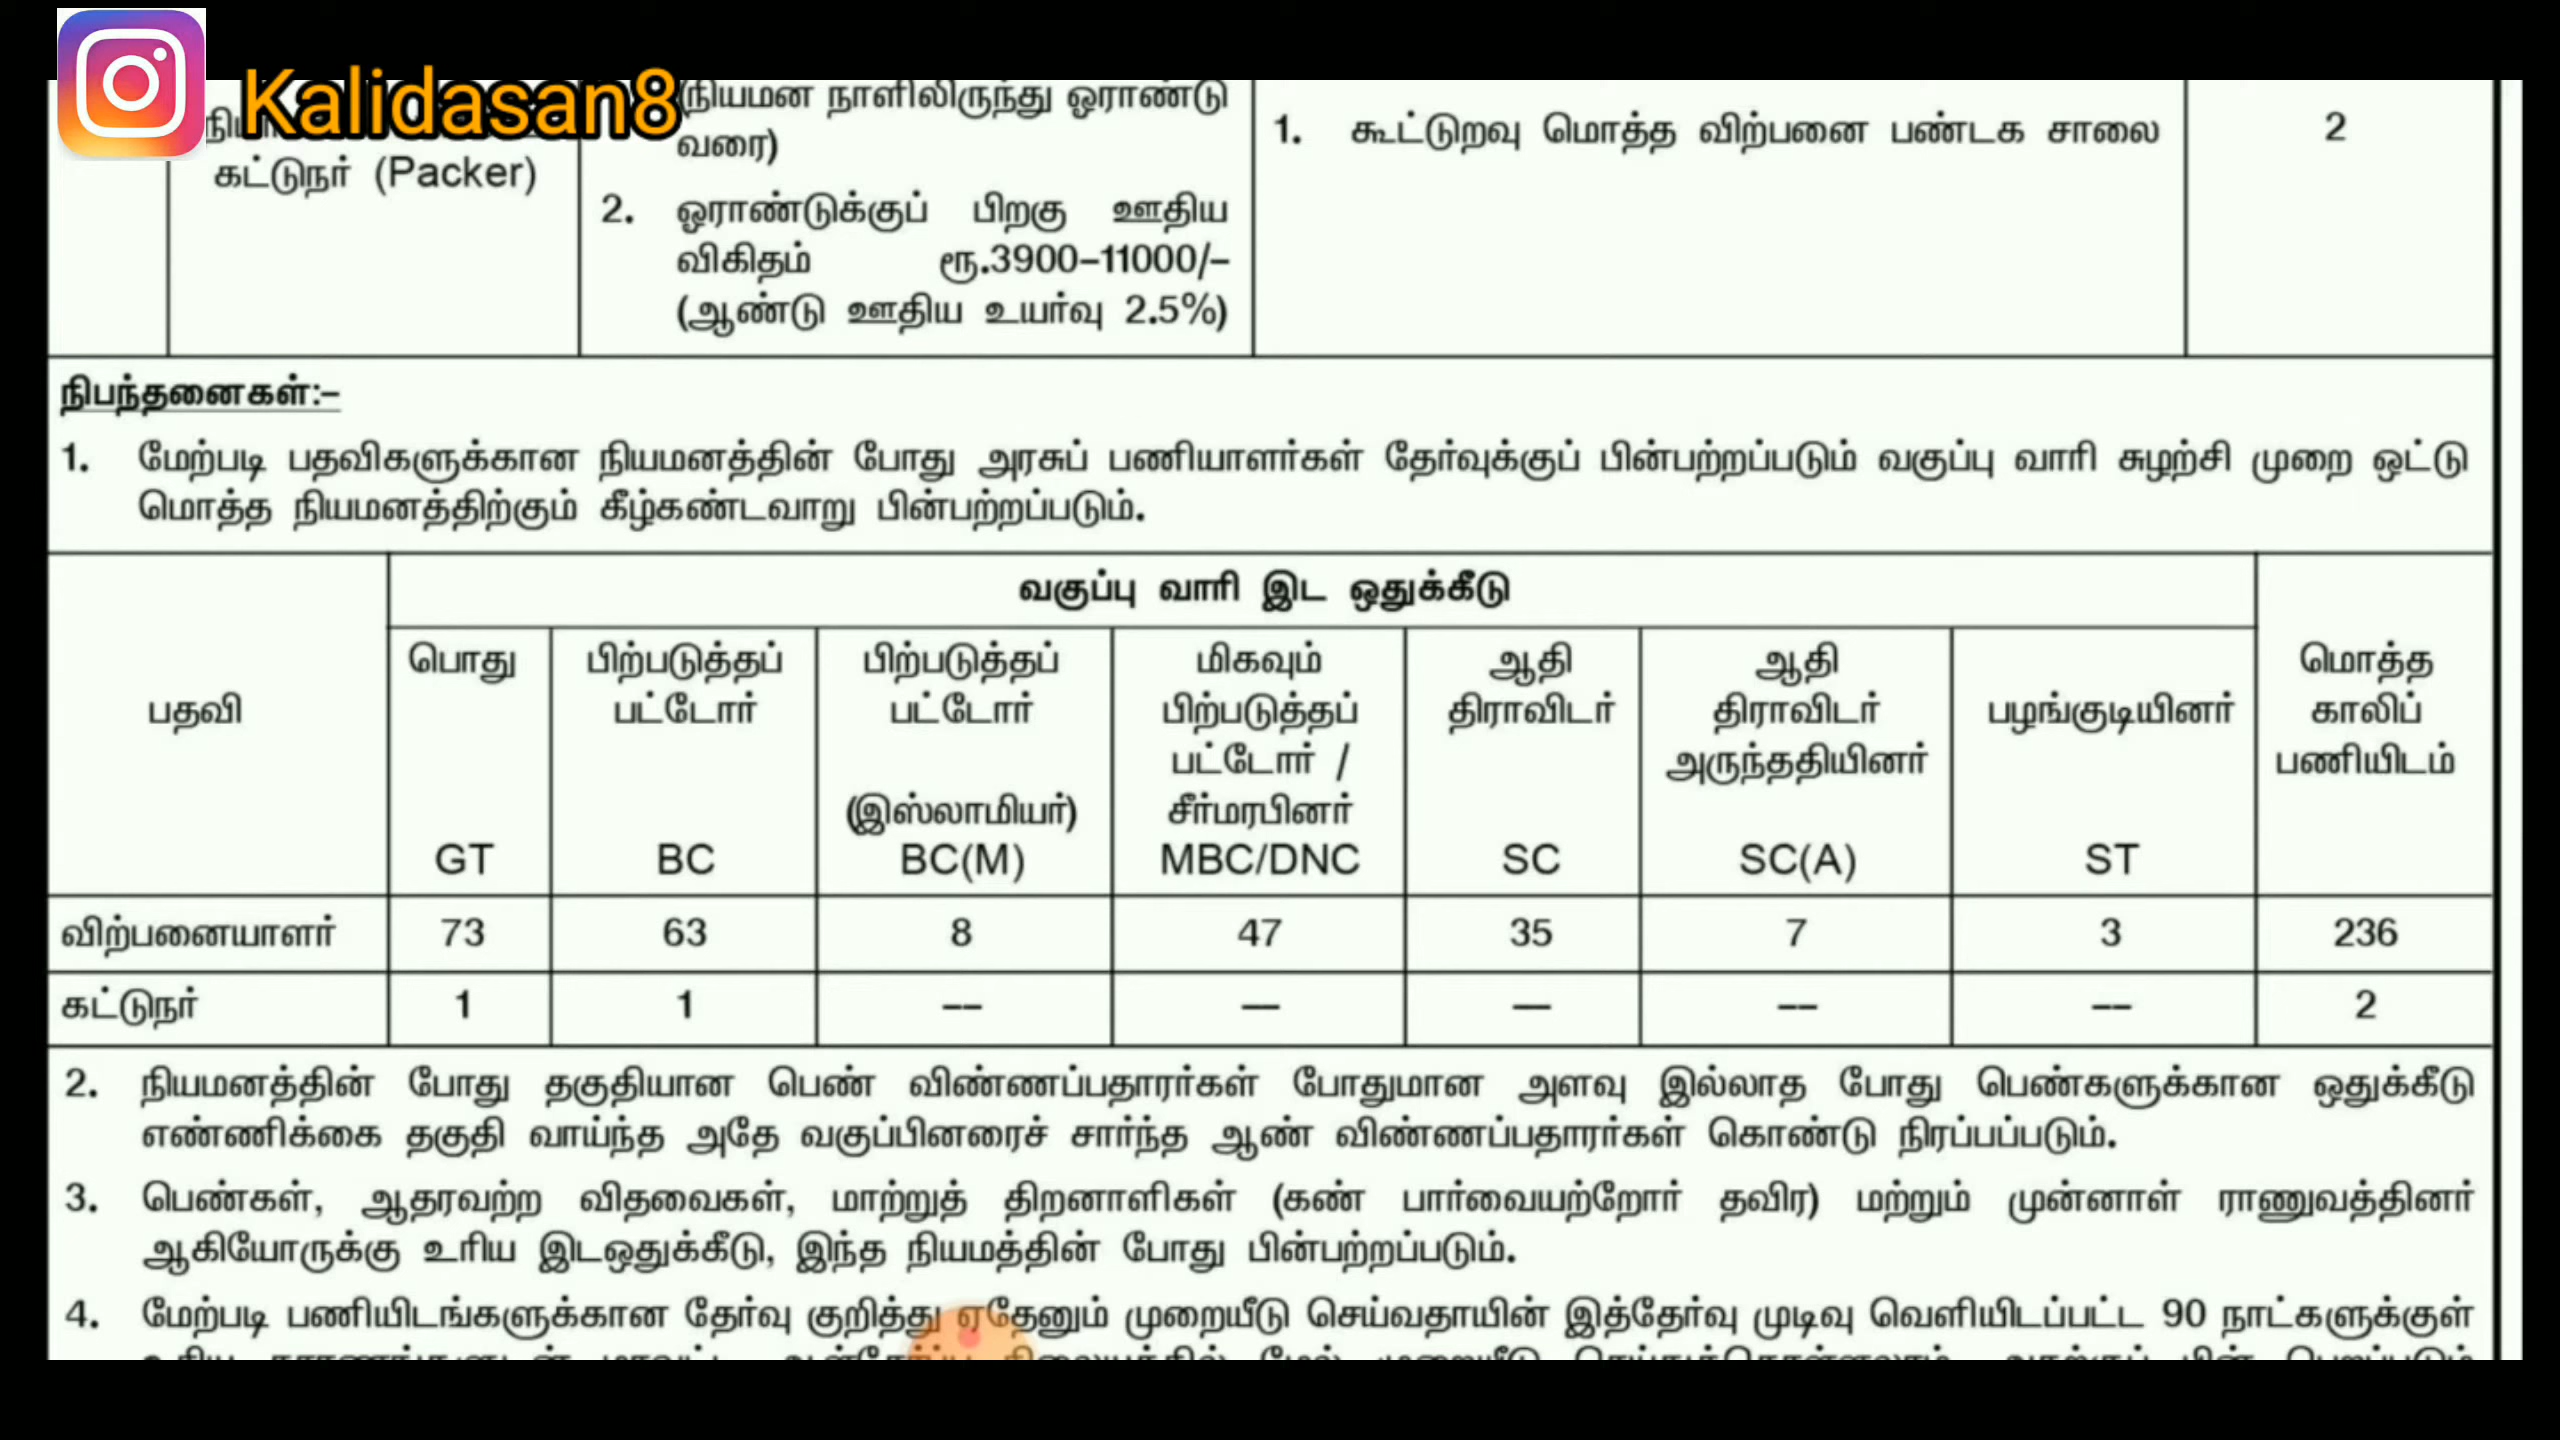 Kalidasan8
(நியமன நாளிலிருந்து ஓராண்டு
வரை)
கட்டுநர் (Packer)
2. ஓராண்டுக்குப் பிறகு ஊதிய
விகிதம் ரூ.3900-11000/-
(ஆண்டு ஊதிய உயர்வு 2.5%)
1. கூட்டுறவு மொத்த விற்பனை பண்டக சாலை
2
நிபந்தனைகள்:-
1. மேற்படி பதவிகளுக்கான நியமனத்தின் போது அரசுப் பணியாளர்கள் தேர்வுக்குப் பின்பற்றப்படும் வகுப்பு வாரி சுழற்சி முறை ஒட்டு
மொத்த நியமனத்திற்கும் கீழ்கண்டவாறு பின்பற்றப்படும்.
பதவி
வகுப்பு வாரி இட ஒதுக்கீடு
பொது
GT
பிற்படுத்தப்
பட்டோர்
BC
பிற்படுத்தப்
பட்டோர்
(இஸ்லாமியர்)
BC(M)
மிகவும்
பிற்படுத்தப்
பட்டோர் /
சீர்மரபினர்
MBC/DNC
ஆதி
திராவிடர்
SC
ஆதி
திராவிடர்
அருந்ததியினர்
SC(A)
பழங்குடியினர்
ST
மொத்த
காலிப்
பணியிடம்
விற்பனையாளர் 73 63 8 47 35 7 3 236
கட்டுநர் 1 1 -- -- -- -- -- 2
2. நியமனத்தின் போது தகுதியான பெண் விண்ணப்பதாரர்கள் போதுமான அளவு இல்லாத போது பெண்களுக்கான ஒதுக்கீடு
எண்ணிக்கை தகுதி வாய்ந்த அதே வகுப்பினரைச் சார்ந்த ஆண் விண்ணப்பதாரர்கள் கொண்டு நிரப்பப்படும்.
3. பெண்கள், ஆதரவற்ற விதவைகள், மாற்றுத் திறனாளிகள் (கண் பார்வையற்றோர் தவிர) மற்றும் முன்னாள் ராணுவத்தினர்
ஆகியோருக்கு உரிய இடஒதுக்கீடு, இந்த நியமத்தின் போது பின்பற்றப்படும்.
4. மேற்படி பணியிடங்களுக்கான தேர்வு குறித்து ஏதேனும் முறையீடு செய்வதாயின் இத்தேர்வு முடிவு வெளியிடப்பட்ட 90 நாட்களுக்குள்